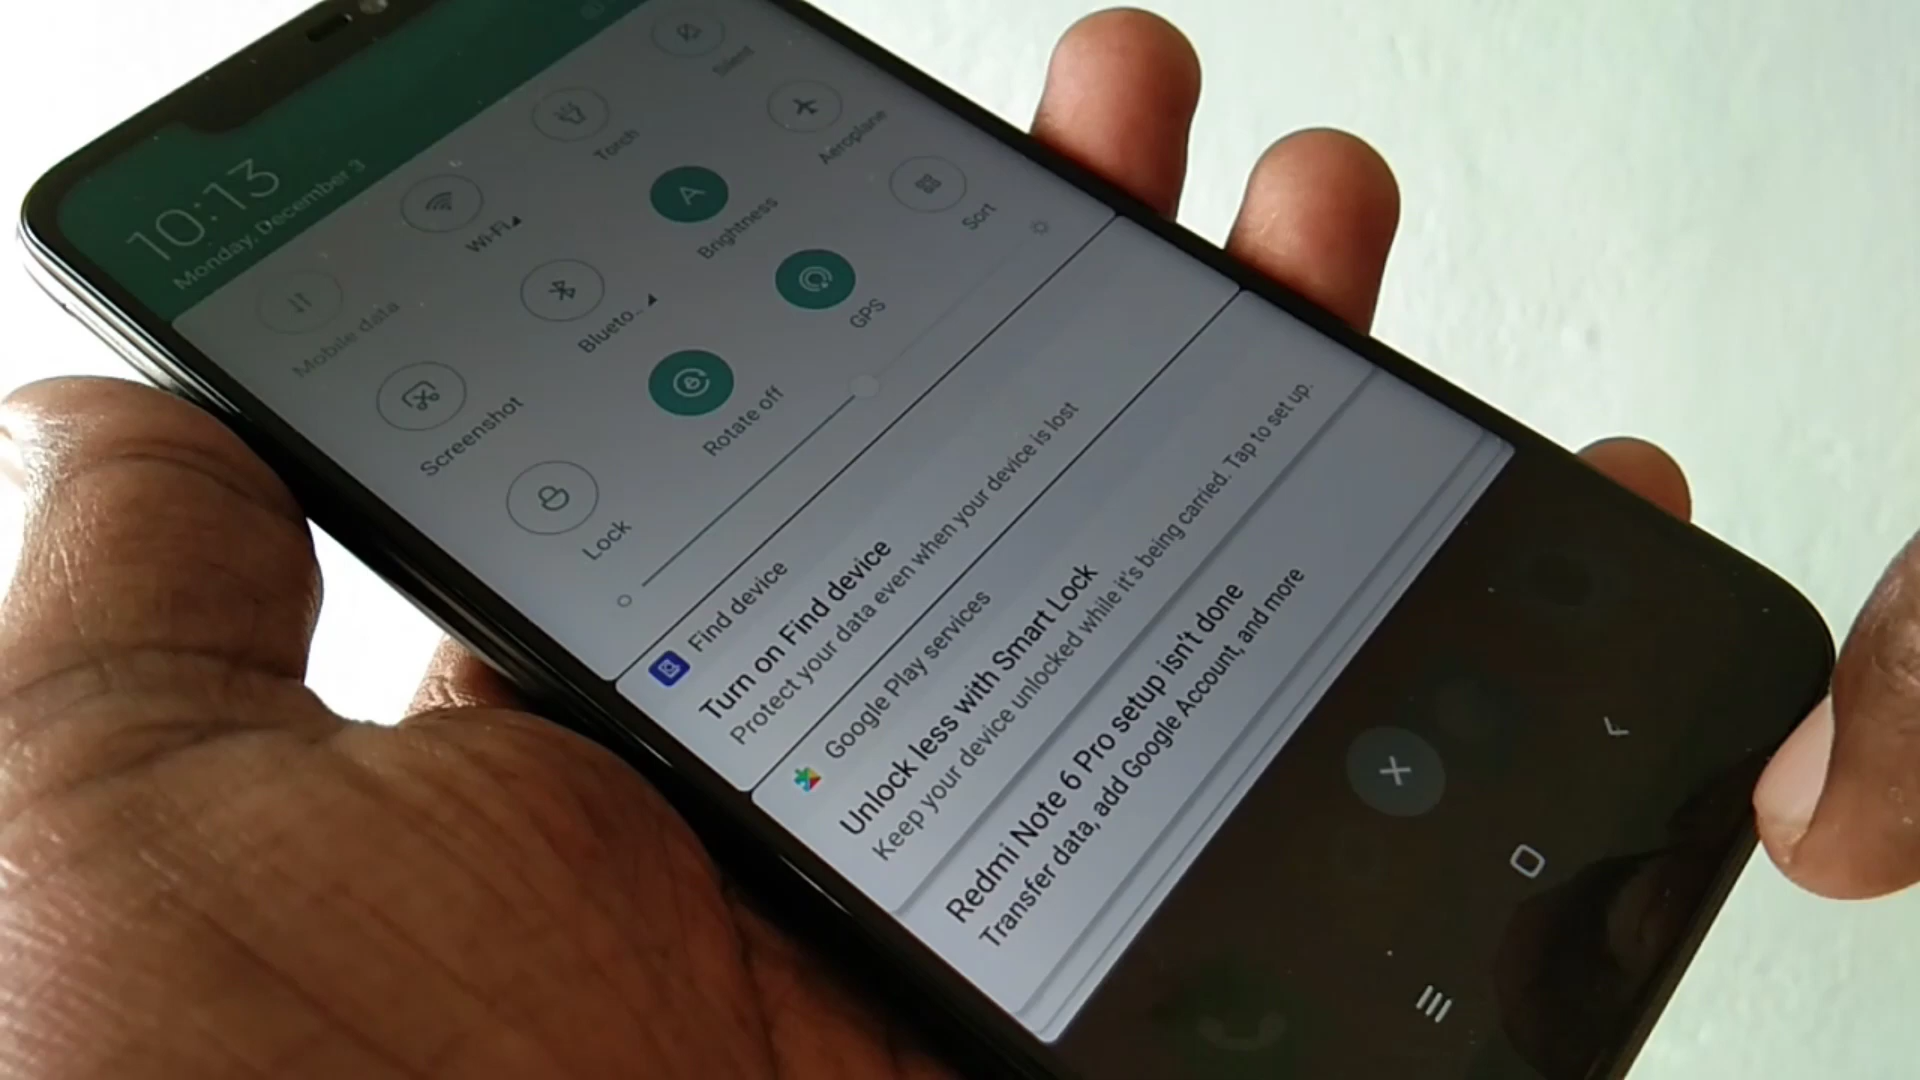 10:13
Monday, December 3
Mobile data
Wi-Fi
Torch
Silent
Screenshot
Blueto...
Brightness
Aeroplane
Lock
Rotate off
GPS
Sort
Find device
Turn on Find device
Protect your data even when your device is lost
Google Play services
Unlock less with Smart Lock
Keep your device unlocked while it's being carried. Tap to set up.
Redmi Note 6 Pro setup isn't done
Transfer data, add Google Account, and more